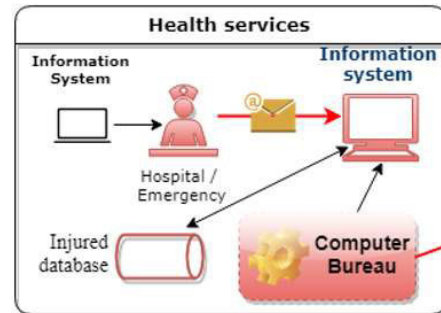 Health services
Information
System
Information
system
@
Hospital /
Emergency
Injured
database
Computer
Bureau